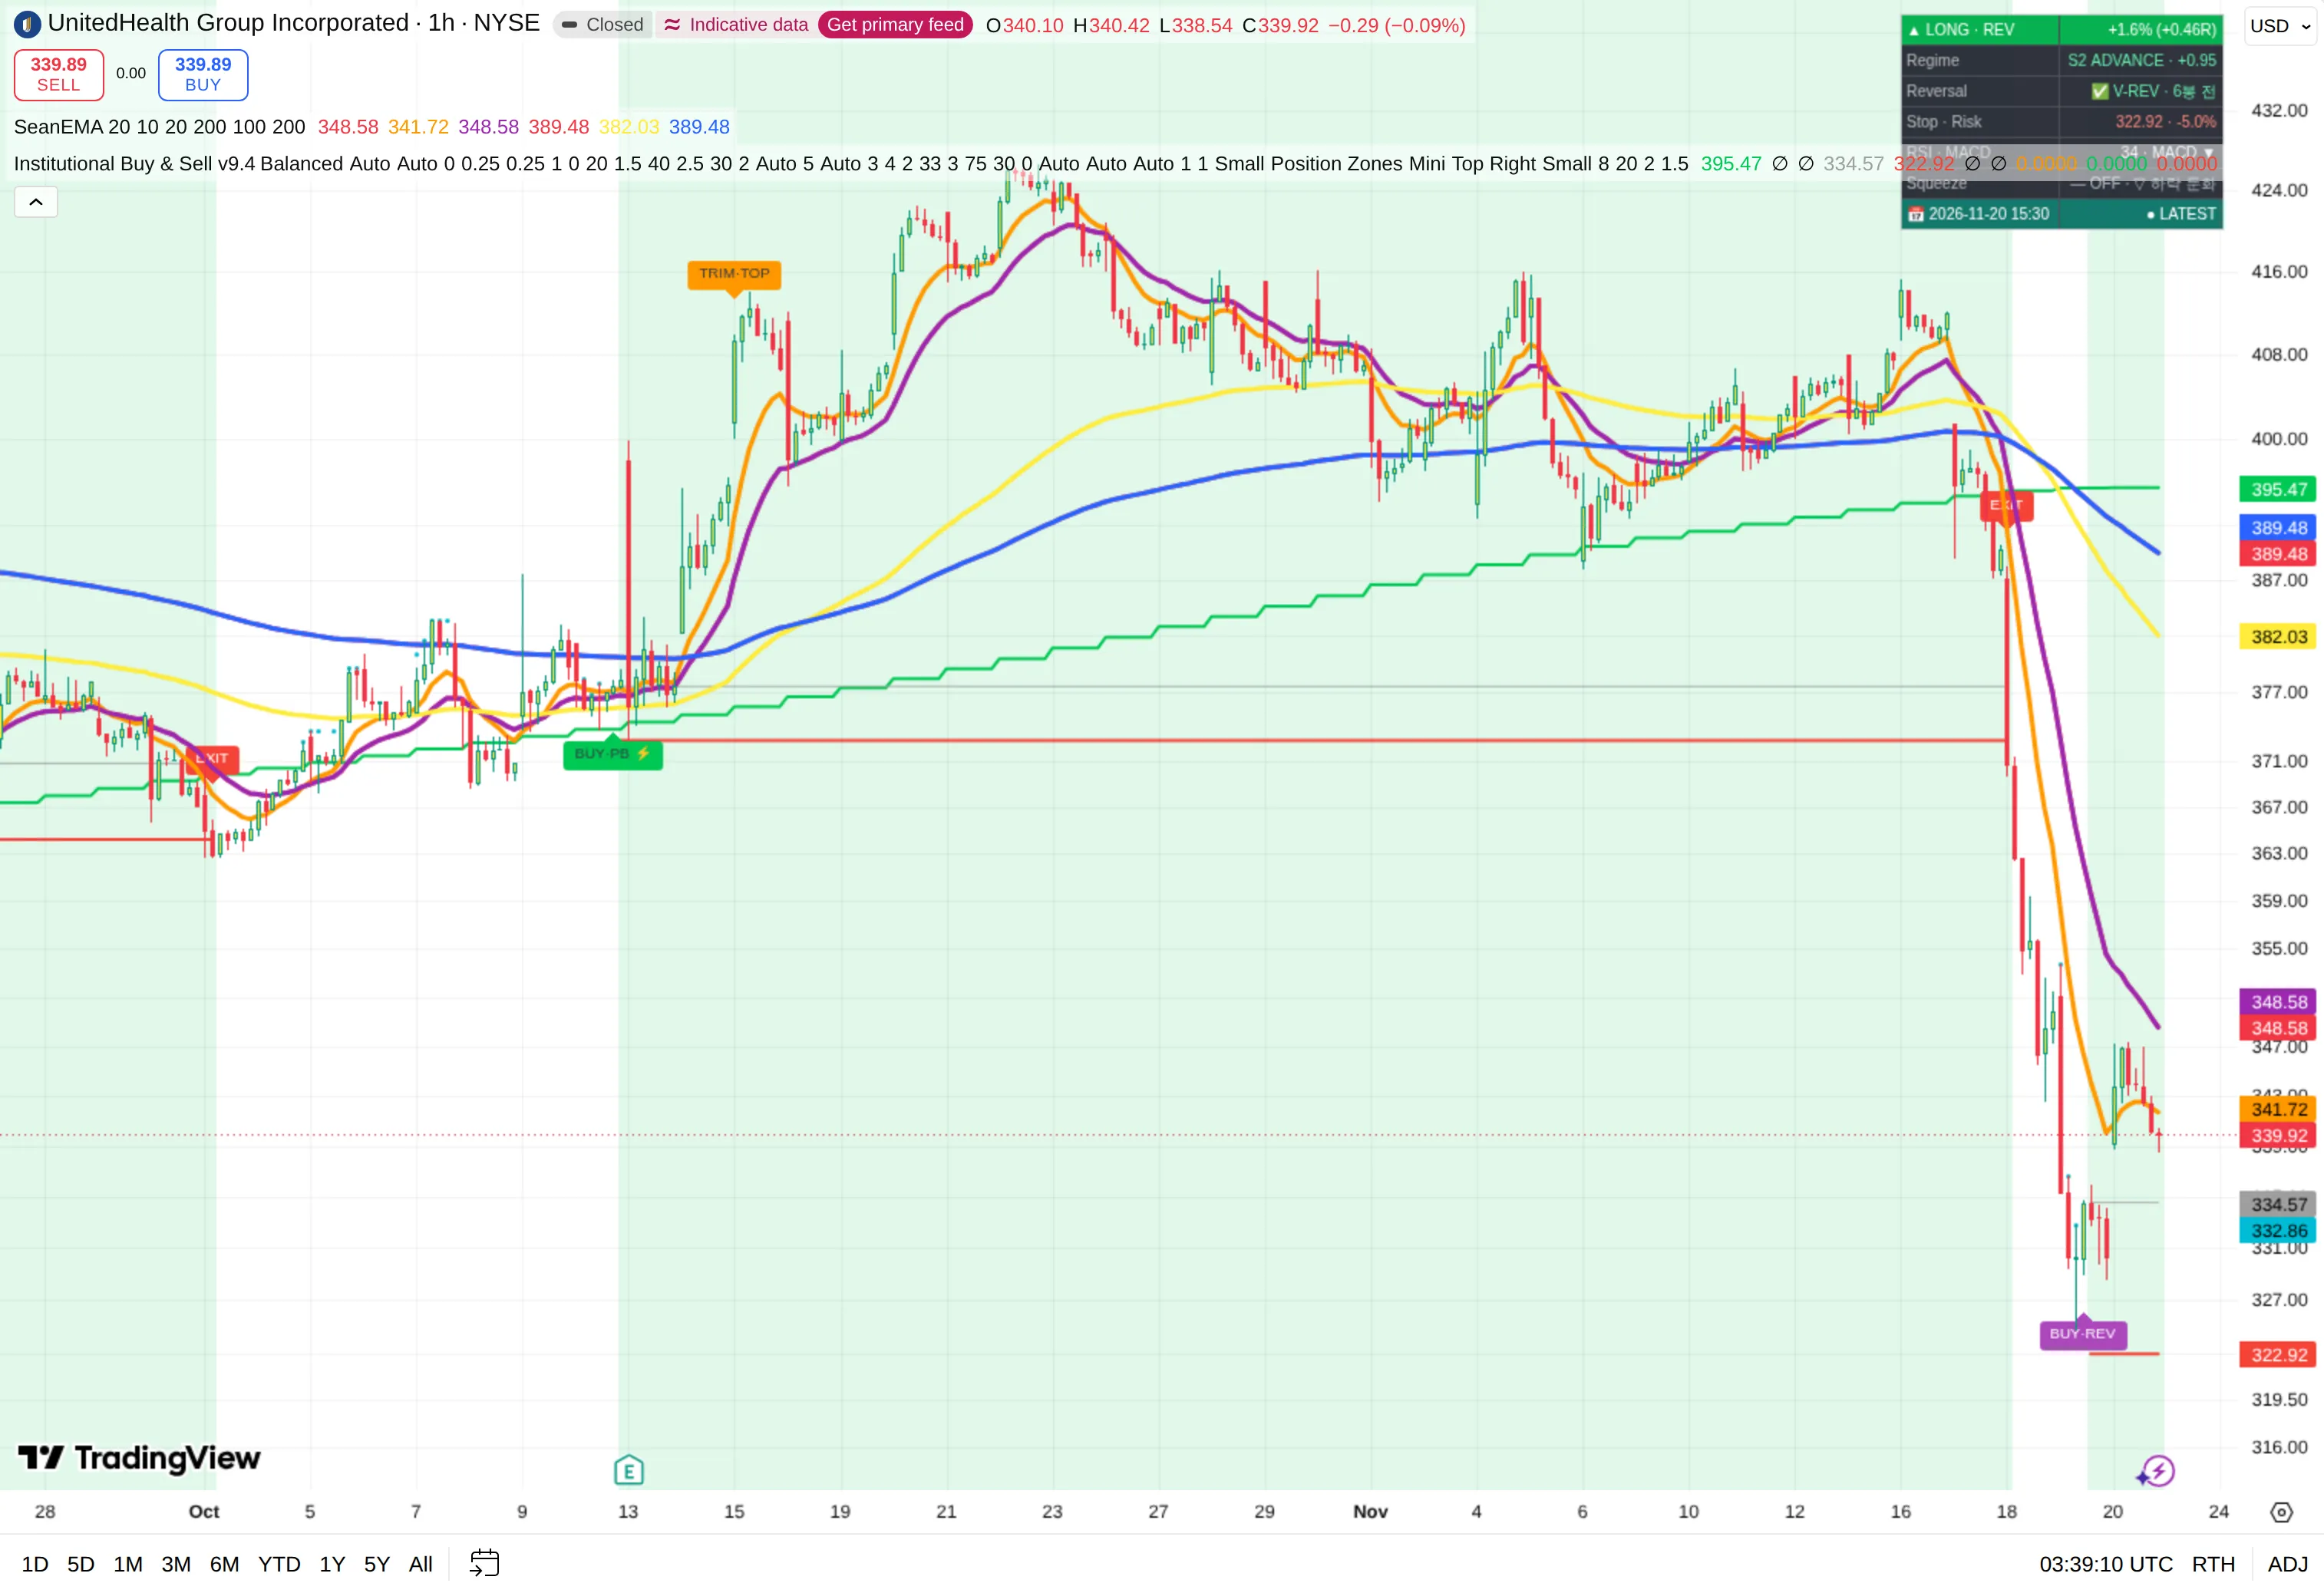 UnitedHealth Group Incorporated · 1h · NYSE Closed Indicative data Get primary feed O340.10 H340.42 L338.54 C339.92 −0.29 (−0.09%)
339.89 SELL 0.00 339.89 BUY
SeanEMA 20 10 20 200 100 200 348.58 341.72 348.58 389.48 382.03 389.48
Institutional Buy & Sell v9.4 Balanced Auto Auto 0 0.25 0.25 1 0 20 1.5 40 2.5 30 2 Auto 5 Auto 3 4 2 33 3 75 30 0 Auto Auto Auto 1 1 Small Position Zones Mini Top Right Small 8 20 2 1.5 395.47 ∅ ∅ 334.57 322.92 ∅ ∅ 0.0000 0.0000 0.0000
▲ LONG · REV +1.6% (+0.46R)
Regime S2 ADVANCE · +0.95
Reversal ✅ V-REV · 6봉 전
Stop · Risk 322.92 · -5.0%
RSI · MACD 34 · MACD ▼
Squeeze — OFF · ▽ 하락 둔화
📅 2026-11-20 15:30 ● LATEST
USD
432.00
424.00
416.00
408.00
400.00
395.47
389.48
389.48
387.00
382.03
377.00
371.00
367.00
363.00
359.00
355.00
348.58
348.58
347.00
341.72
339.92
334.57
332.86
331.00
327.00
322.92
319.50
316.00
TRIM-TOP
EXIT
EXIT
BUY-PB ⚡
BUY-REV
TradingView
E
28 Oct 5 7 9 13 15 19 21 23 27 29 Nov 4 6 10 12 16 18 20 24
1D 5D 1M 3M 6M YTD 1Y 5Y All 03:39:10 UTC RTH ADJ